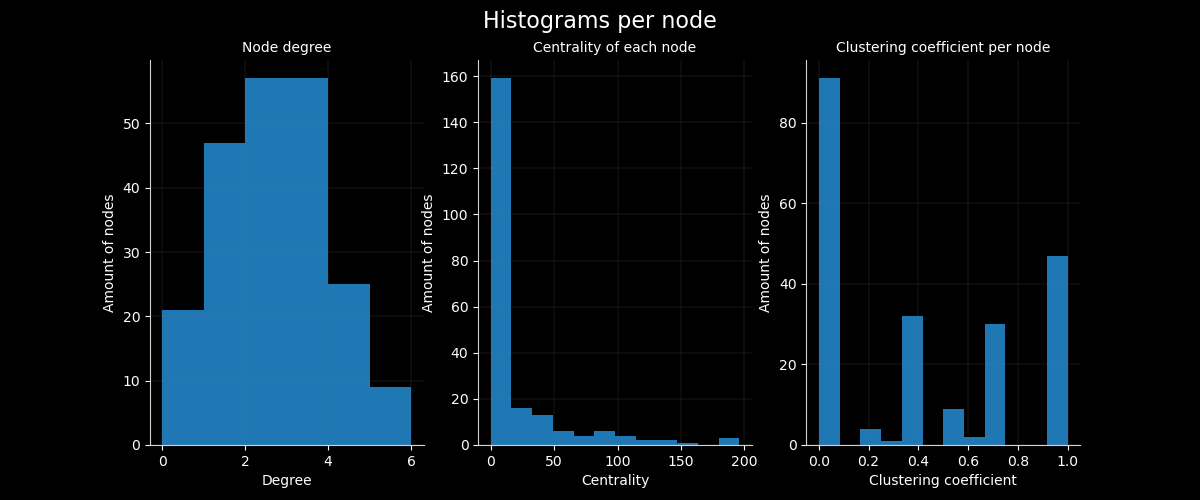 Histograms per node
Node degree
Centrality of each node
Clustering coefficient per node
Amount of nodes
50
40
30
20
10
0
0 2 4 6
Degree
Amount of nodes
160
140
120
100
80
60
40
20
0
0 50 100 150 200
Centrality
Amount of nodes
80
60
40
20
0
0.0 0.2 0.4 0.6 0.8 1.0
Clustering coefficient